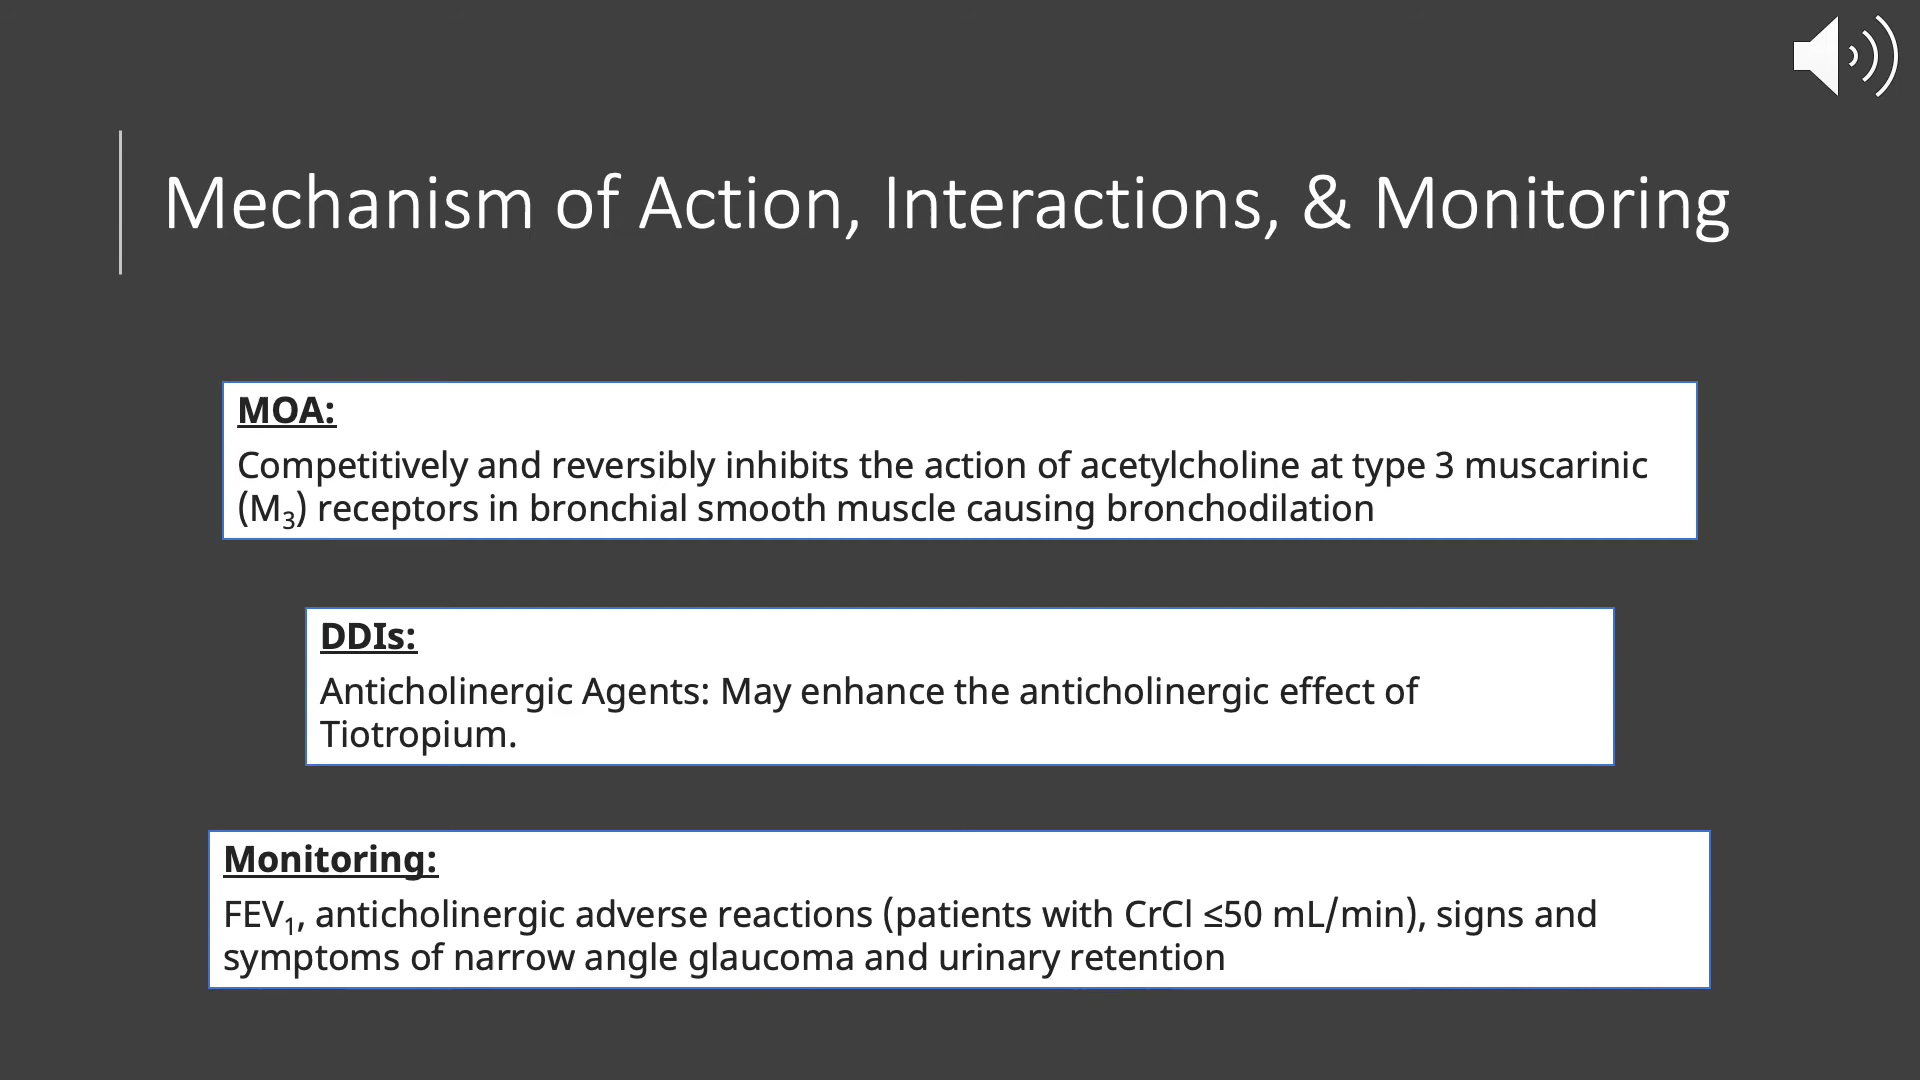 Mechanism of Action, Interactions, & Monitoring
MOA:
Competitively and reversibly inhibits the action of acetylcholine at type 3 muscarinic
(M₃) receptors in bronchial smooth muscle causing bronchodilation
DDIs:
Anticholinergic Agents: May enhance the anticholinergic effect of
Tiotropium.
Monitoring:
FEV₁, anticholinergic adverse reactions (patients with CrCl ≤50 mL/min), signs and
symptoms of narrow angle glaucoma and urinary retention